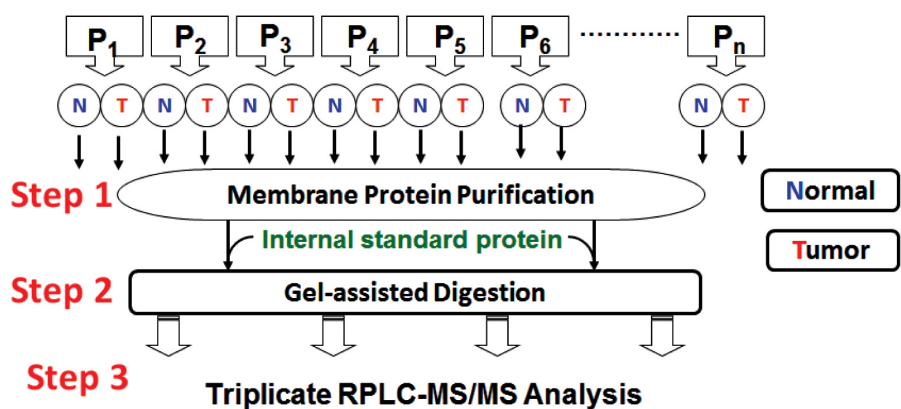 P1 P2 P3 P4 P5 P6 ............... Pn
N T N T N T N T N T N T N T
Step 1 Membrane Protein Purification Normal
Internal standard protein Tumor
Step 2 Gel-assisted Digestion
Step 3 Triplicate RPLC-MS/MS Analysis